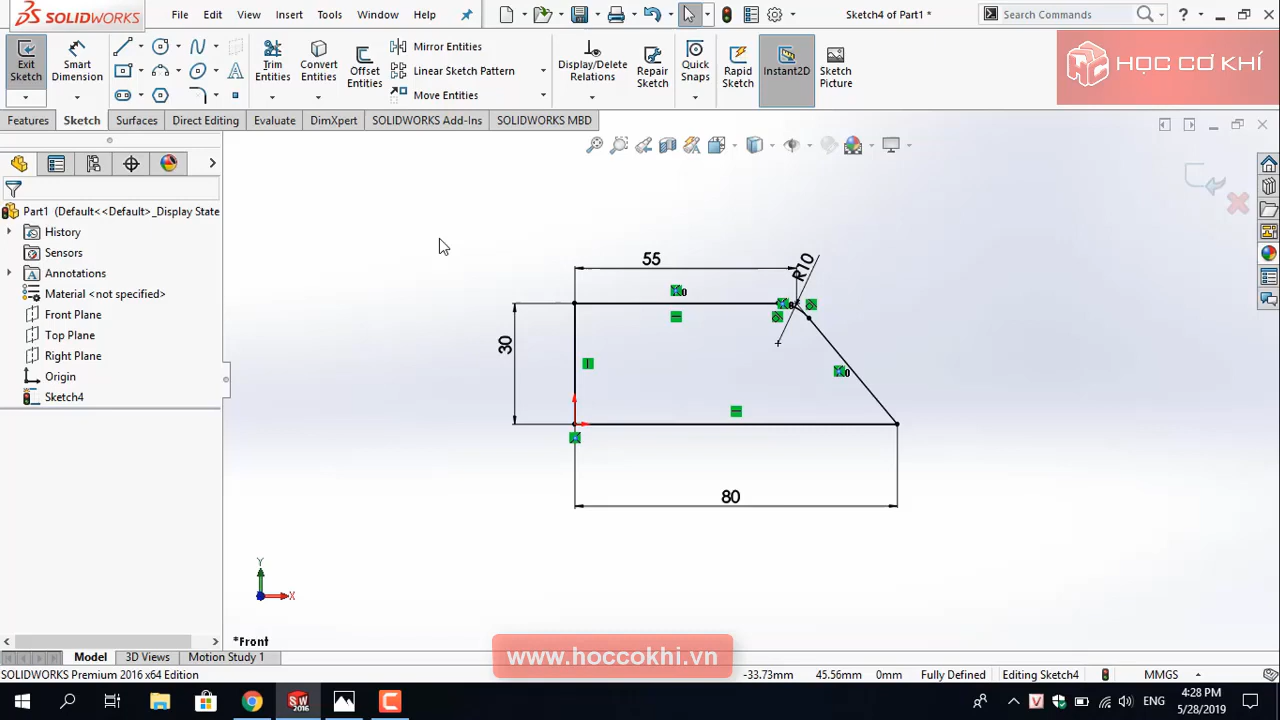 SOLIDWORKS
File
Edit
View
Insert
Tools
Window
Help
Sketch4 of Part1 *
Search Commands
Exit Sketch
Smart Dimension
Trim Entities
Convert Entities
Offset Entities
Mirror Entities
Linear Sketch Pattern
Move Entities
Display/Delete Relations
Repair Sketch
Quick Snaps
Rapid Sketch
Instant2D
Sketch Picture
HỌC CƠ KHÍ
Features
Sketch
Surfaces
Direct Editing
Evaluate
DimXpert
SOLIDWORKS Add-Ins
SOLIDWORKS MBD
Part1 (Default<<Default>_Display State
History
Sensors
Annotations
Material <not specified>
Front Plane
Top Plane
Right Plane
Origin
Sketch4
55
R10
30
80
Y
X
*Front
www.hoccokhi.vn
Model
3D Views
Motion Study 1
SOLIDWORKS Premium 2016 x64 Edition
-33.73mm
45.56mm
0mm
Fully Defined
Editing Sketch4
MMGS
ENG
4:28 PM
5/28/2019